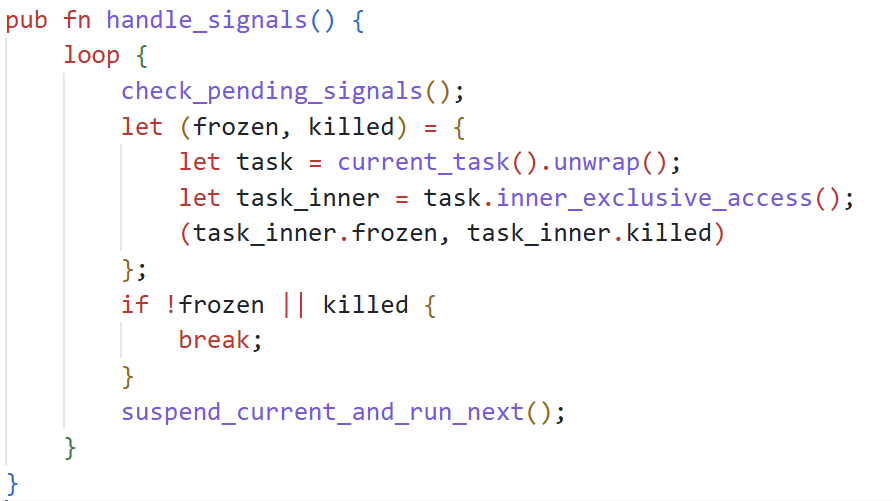 pub fn handle_signals() {
    loop {
        check_pending_signals();
        let (frozen, killed) = {
            let task = current_task().unwrap();
            let task_inner = task.inner_exclusive_access();
            (task_inner.frozen, task_inner.killed)
        };
        if !frozen || killed {
            break;
        }
        suspend_current_and_run_next();
    }
}